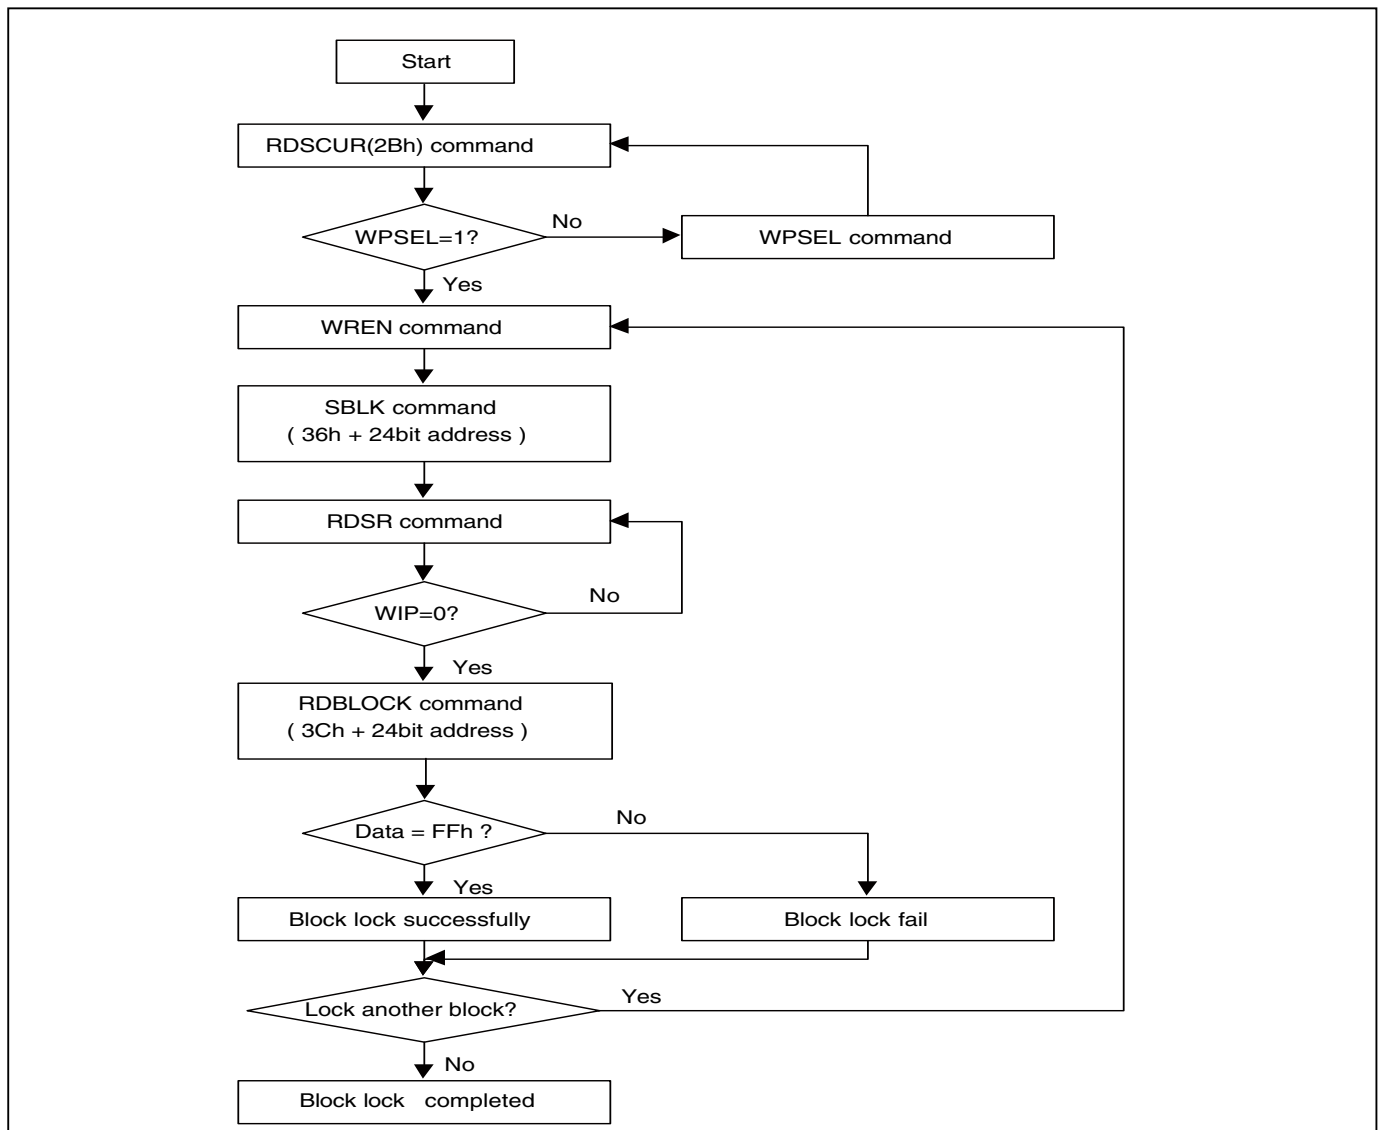 Start
RDSCUR(2Bh) command
WPSEL=1?
No
WPSEL command
Yes
WREN command
SBLK command
( 36h + 24bit address )
RDSR command
WIP=0?
No
Yes
RDBLOCK command
( 3Ch + 24bit address )
Data = FFh ?
No
Yes
Block lock successfully
Block lock fail
Lock another block?
Yes
No
Block lock completed